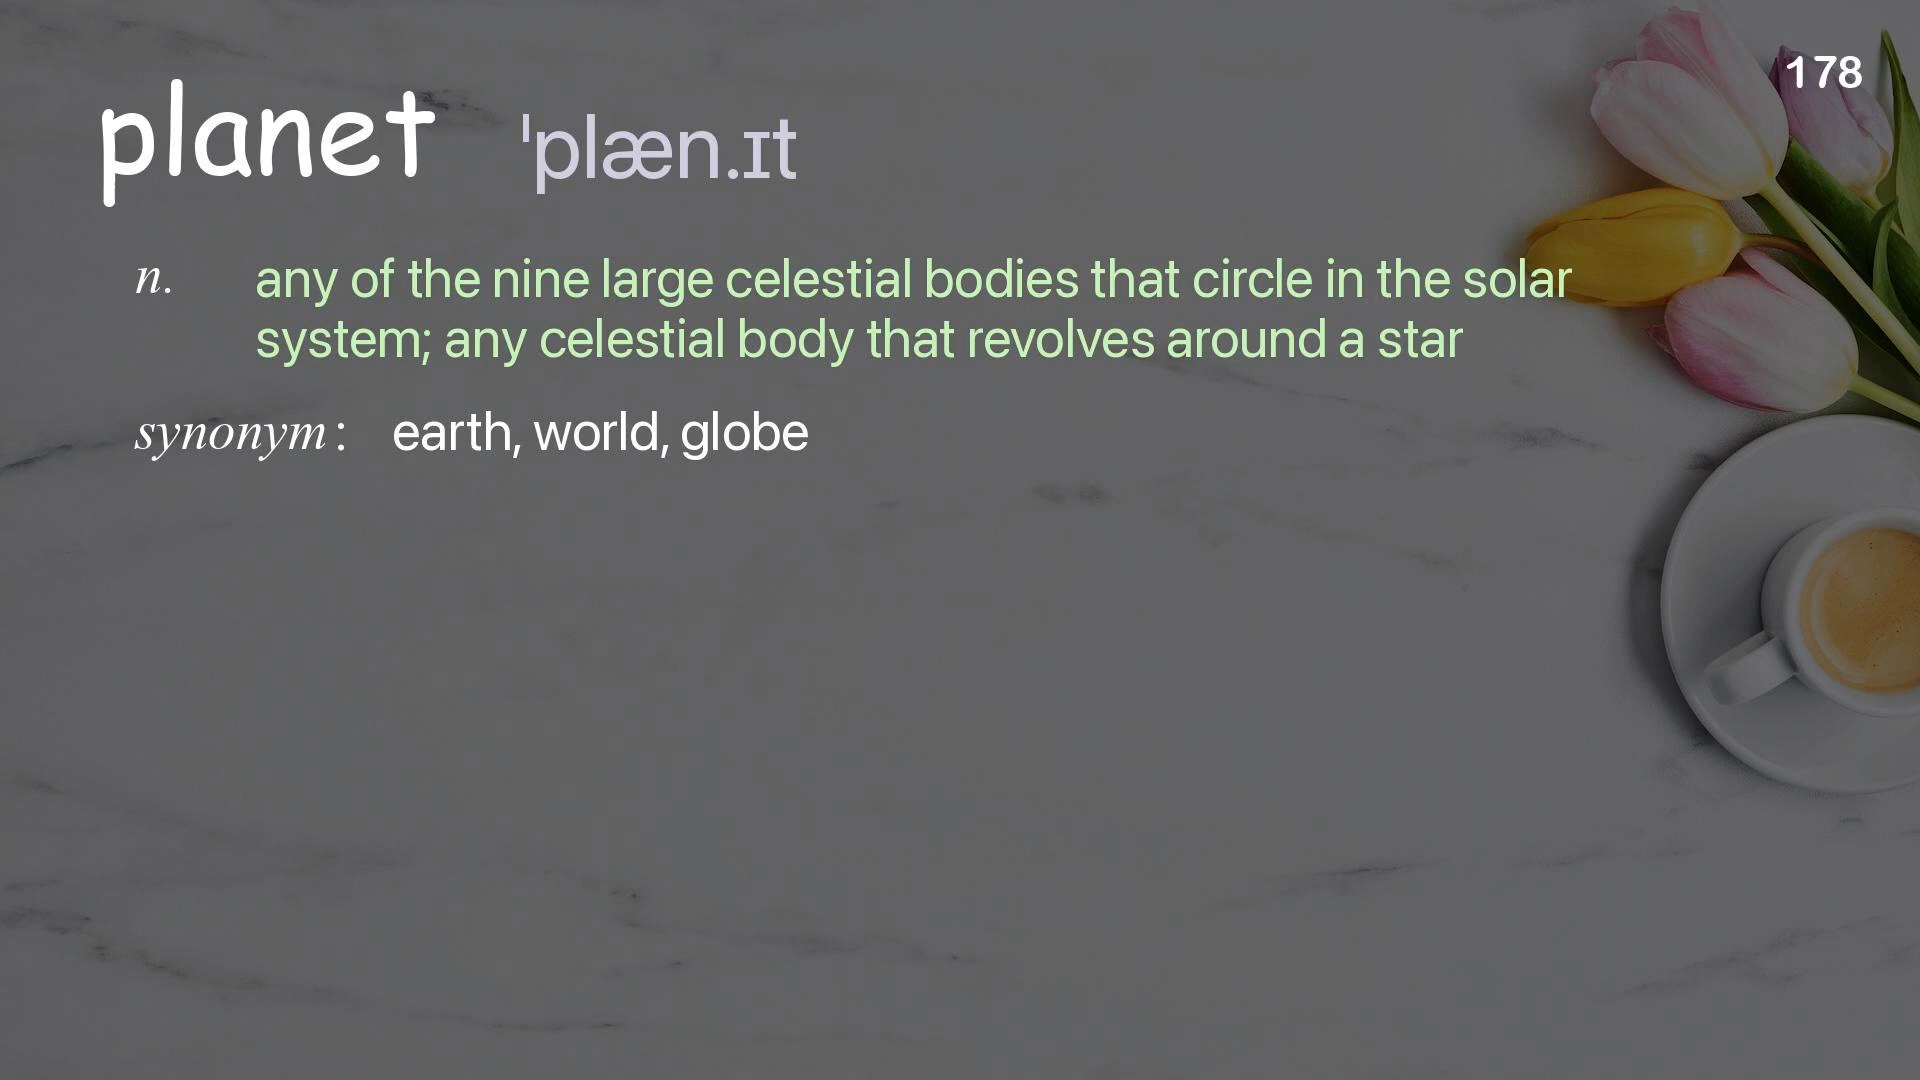 178
planet ˈplæn.ɪt
n. any of the nine large celestial bodies that circle in the solar
system; any celestial body that revolves around a star
synonym: earth, world, globe